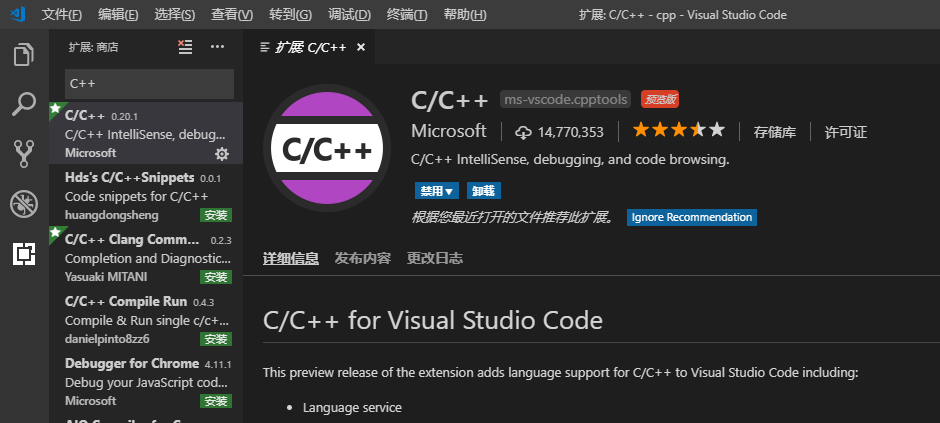 文件(F) 编辑(E) 选择(S) 查看(V) 转到(G) 调试(D) 终端(T) 帮助(H) 扩展: C/C++ - cpp - Visual Studio Code
扩展: 商店
C++
C/C++ 0.20.1
C/C++ IntelliSense, debug...
Microsoft
Hds's C/C++Snippets 0.0.1
Code snippets for C/C++
huangdongsheng 安装
C/C++ Clang Comm... 0.2.3
Completion and Diagnostic...
Yasuaki MITANI 安装
C/C++ Compile Run 0.4.3
Compile & Run single c/c+...
danielpinto8zz6 安装
Debugger for Chrome 4.11.1
Debug your JavaScript cod...
Microsoft 安装
扩展: C/C++
C/C++
C/C++ ms-vscode.cpptools 预览版
Microsoft 14,770,353 存储库 许可证
C/C++ IntelliSense, debugging, and code browsing.
禁用 卸载
根据您最近打开的文件推荐此扩展。 Ignore Recommendation
详细信息 发布内容 更改日志
C/C++ for Visual Studio Code
This preview release of the extension adds language support for C/C++ to Visual Studio Code including:
• Language service